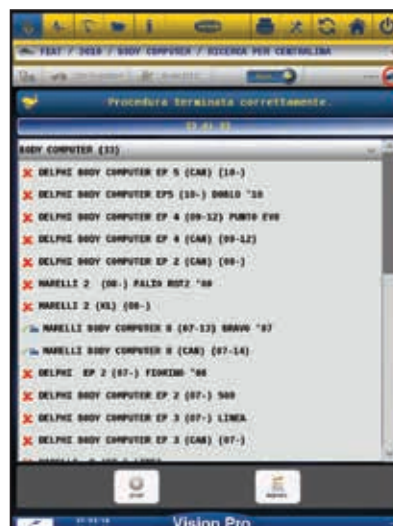 FIAT / 2010 / BODY COMPUTER / RICERCA PER CENTRALINA
Procedura terminata correttamente.
BODY COMPUTER (33)
DELPHI BODY COMPUTER EP 5 (CAN) (10-)
DELPHI BODY COMPUTER EP5 (10-) DOBLO '10
DELPHI BODY COMPUTER EP 4 (09-12) PUNTO EVO
DELPHI BODY COMPUTER EP 4 (CAN) (09-12)
DELPHI BODY COMPUTER EP 2 (CAN) (08-)
MARELLI 2 (08-) PALIO RST2 '08
MARELLI 2 (KL) (08-)
MARELLI BODY COMPUTER 8 (07-13) BRAVO '07
MARELLI BODY COMPUTER 8 (CAN) (07-14)
DELPHI EP 2 (07-) FIORINO '08
DELPHI BODY COMPUTER EP 2 (07-) 500
DELPHI BODY COMPUTER EP 3 (07-) LINEA
DELPHI BODY COMPUTER EP 3 (CAN) (07-)
Vision Pro